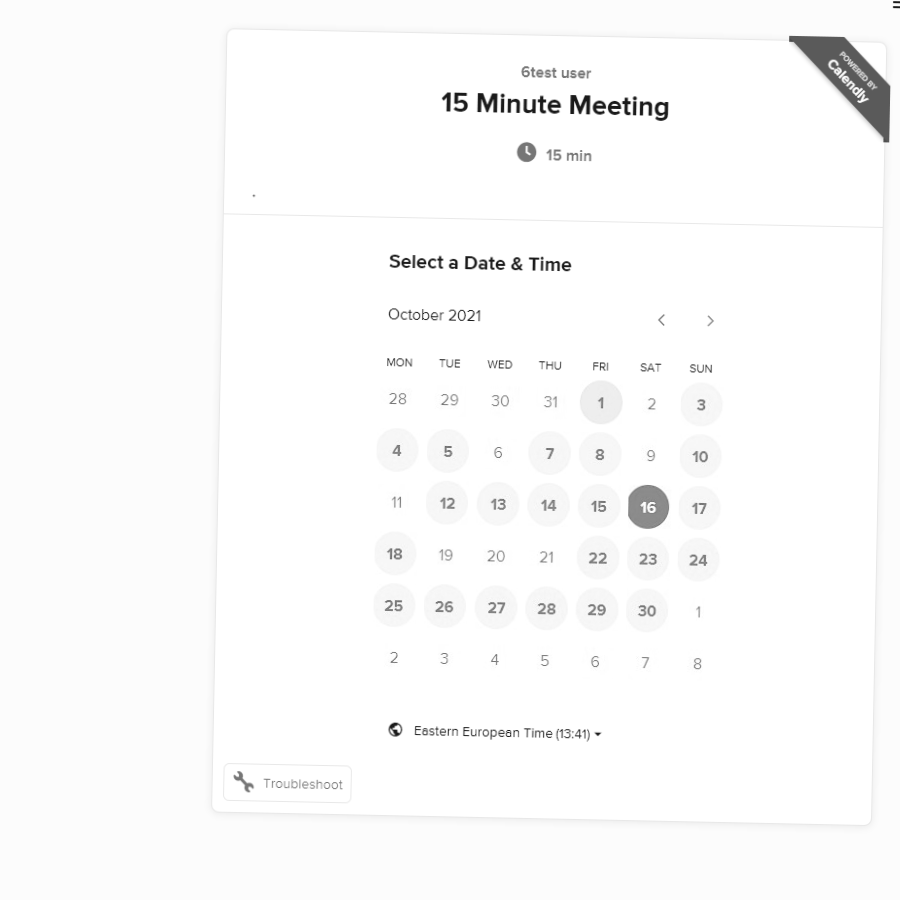 POWERED BY
Calendly
6test user
15 Minute Meeting
15 min
Select a Date & Time
October 2021
MON TUE WED THU FRI SAT SUN
28 29 30 31 1 2 3
4 5 6 7 8 9 10
11 12 13 14 15 16 17
18 19 20 21 22 23 24
25 26 27 28 29 30 1
2 3 4 5 6 7 8
Eastern European Time (13:41)
Troubleshoot